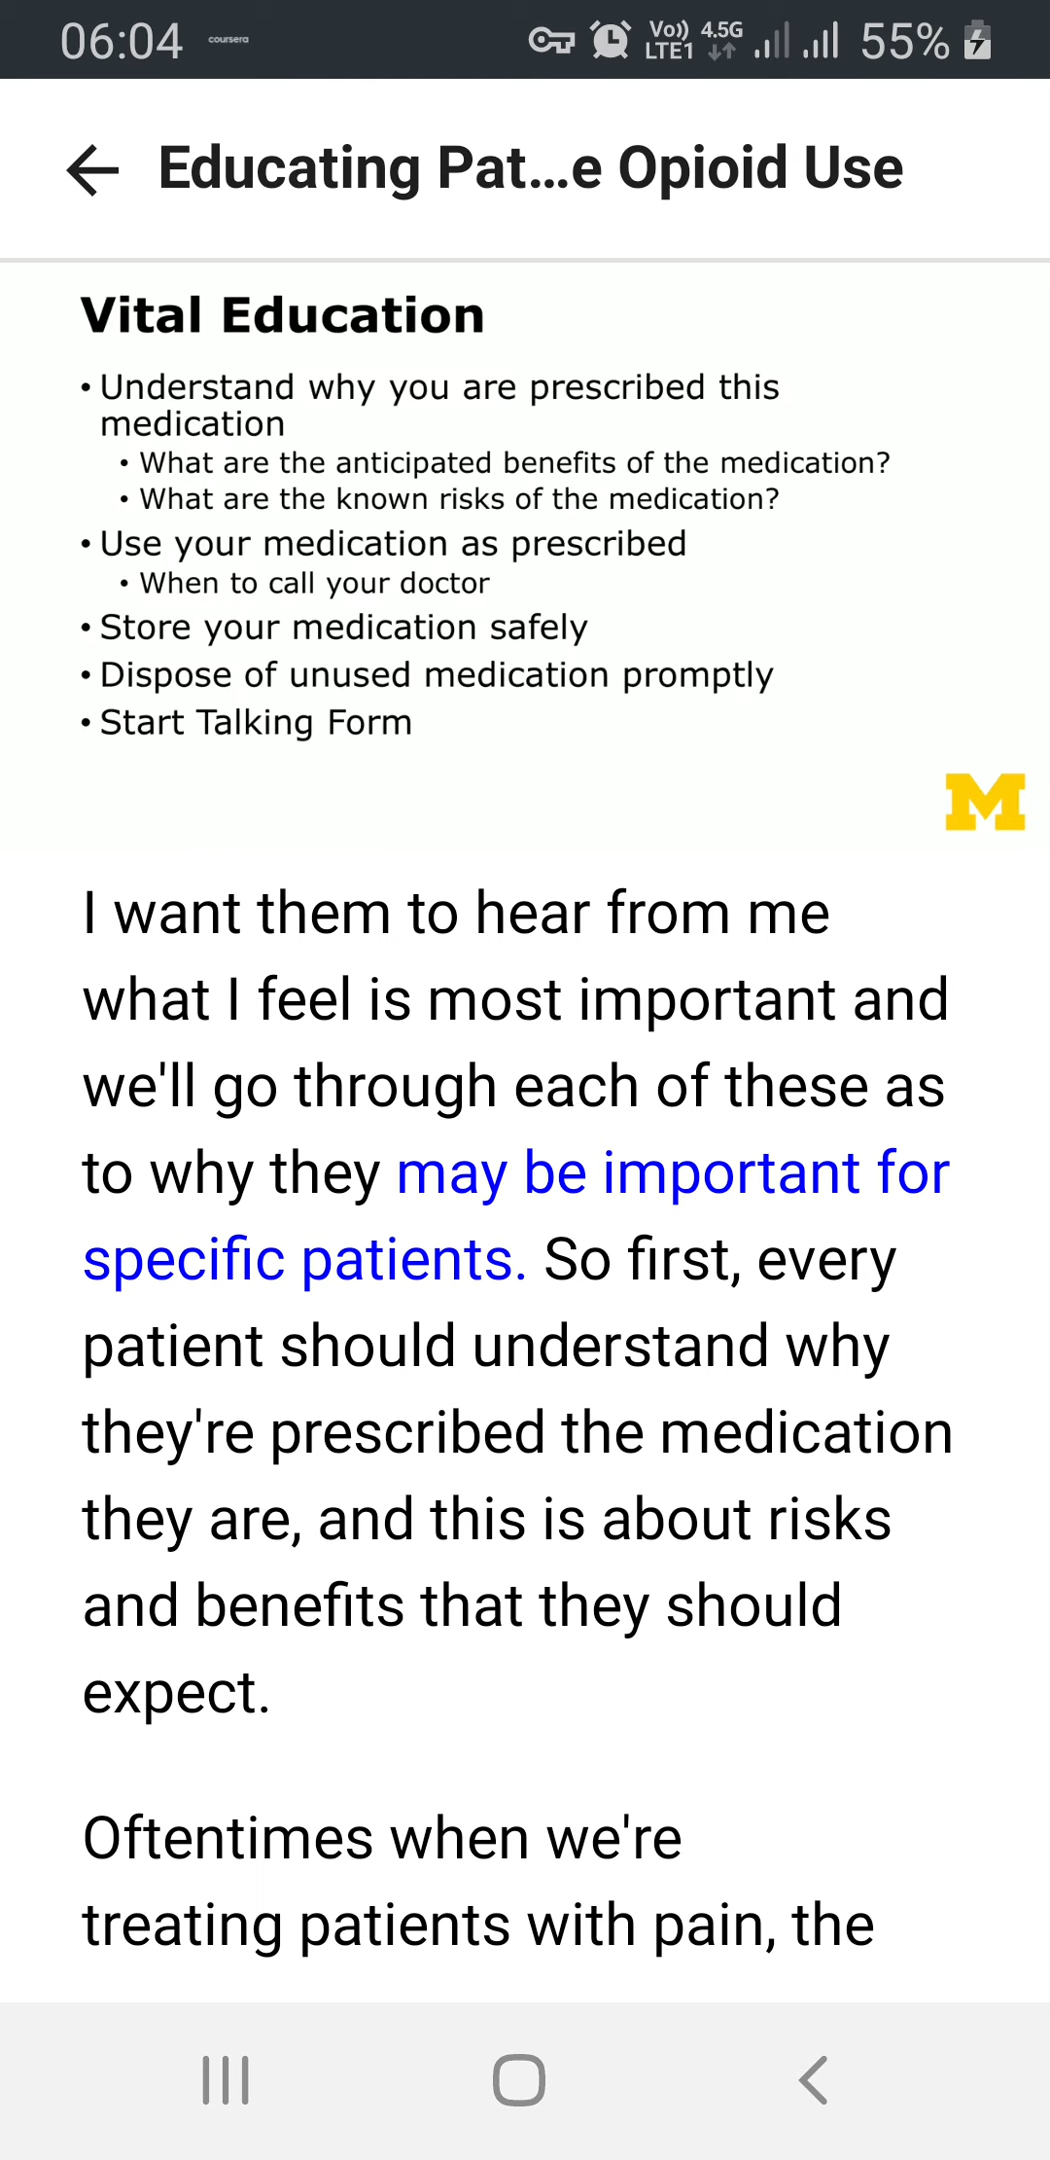 06:04 coursera Vo)) LTE1 4.5G 55%
Educating Pat...e Opioid Use
Vital Education
• Understand why you are prescribed this
medication
• What are the anticipated benefits of the medication?
• What are the known risks of the medication?
• Use your medication as prescribed
• When to call your doctor
• Store your medication safely
• Dispose of unused medication promptly
• Start Talking Form
M
I want them to hear from me
what I feel is most important and
we'll go through each of these as
to why they may be important for
specific patients. So first, every
patient should understand why
they're prescribed the medication
they are, and this is about risks
and benefits that they should
expect.
Oftentimes when we're
treating patients with pain, the